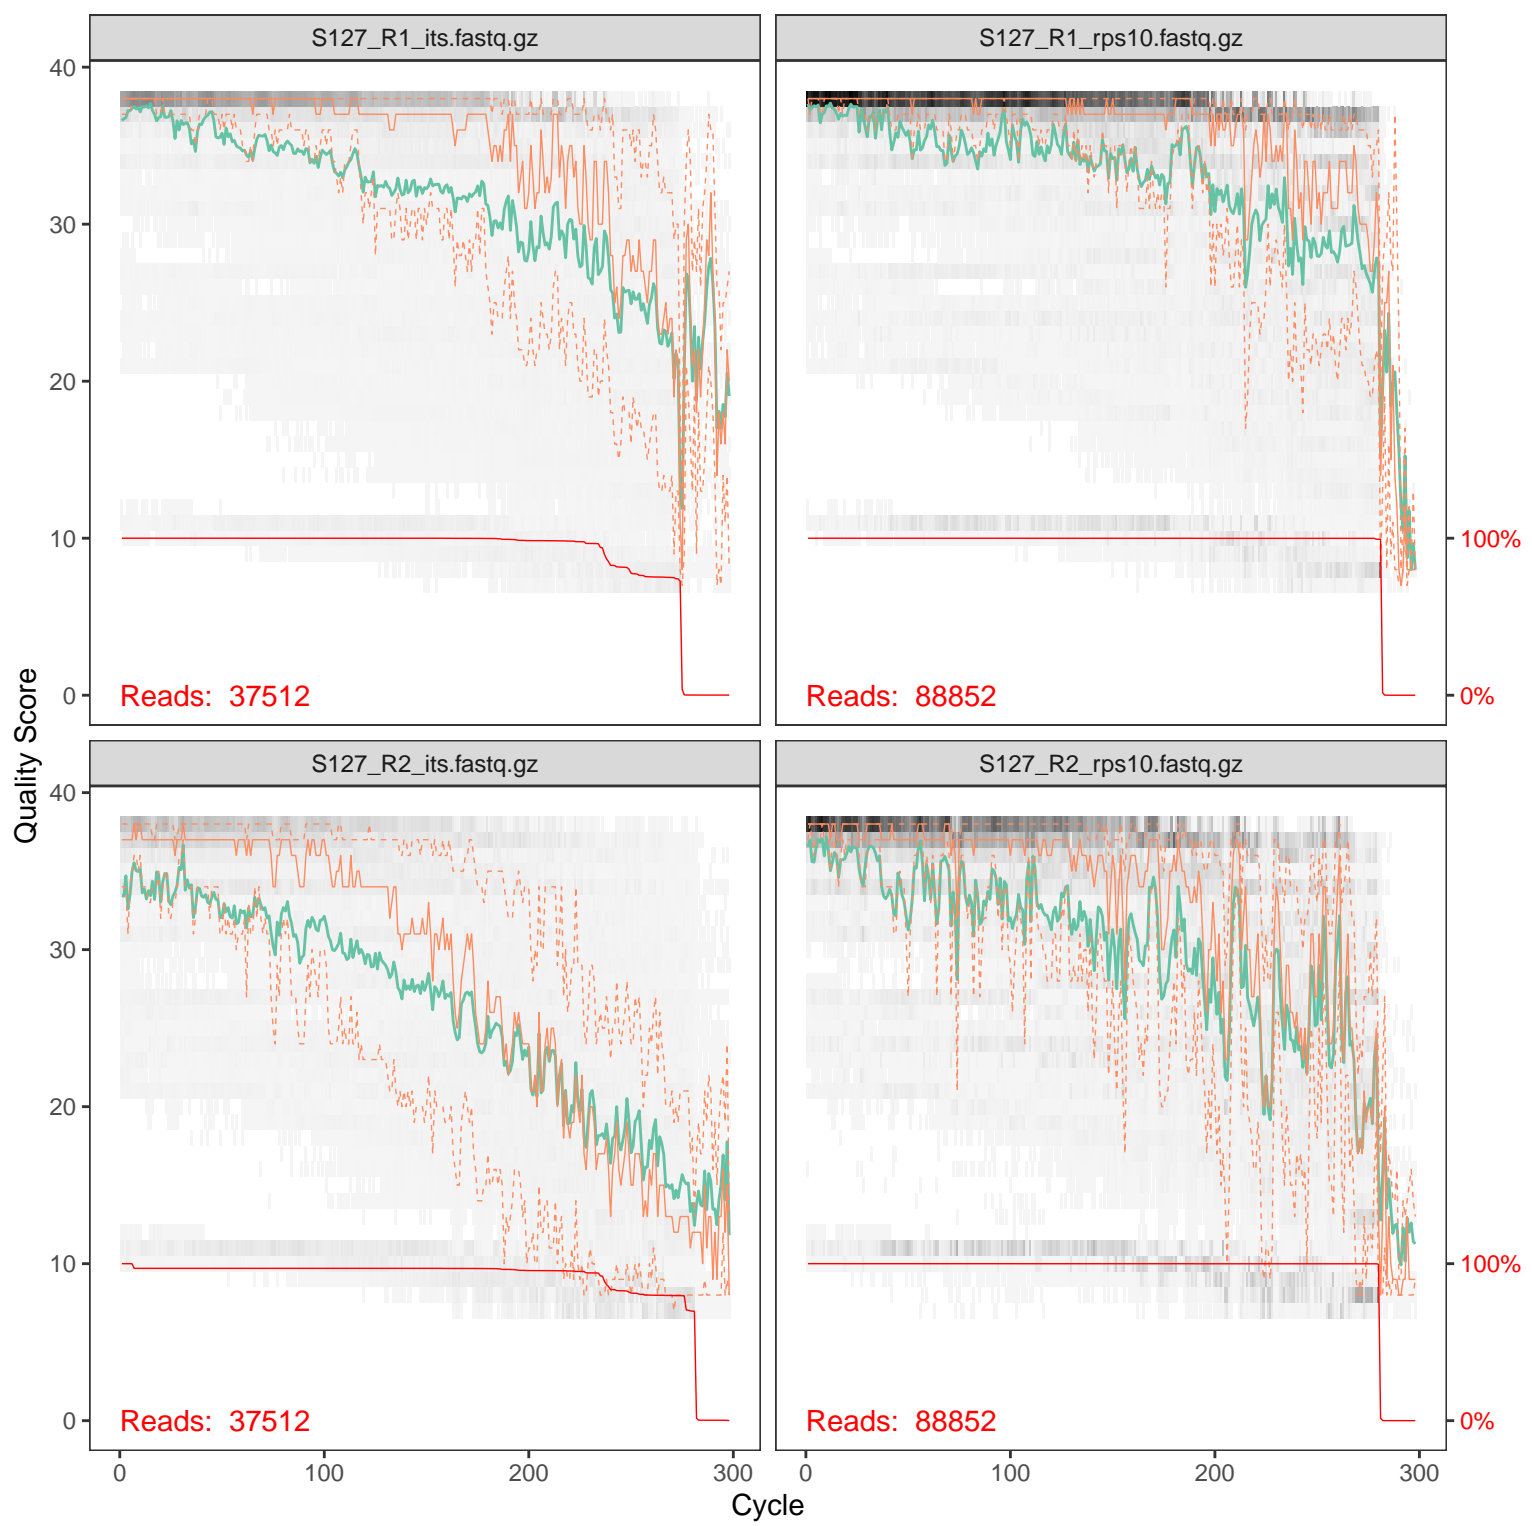 S127_R1_its.fastq.gz
S127_R1_rps10.fastq.gz
40
30
20
10
0
Reads: 37512
Reads: 88852
100%
0%
Quality Score
S127_R2_its.fastq.gz
S127_R2_rps10.fastq.gz
40
30
20
10
0
Reads: 37512
Reads: 88852
100%
0%
0 100 200 300
0 100 200 300
Cycle